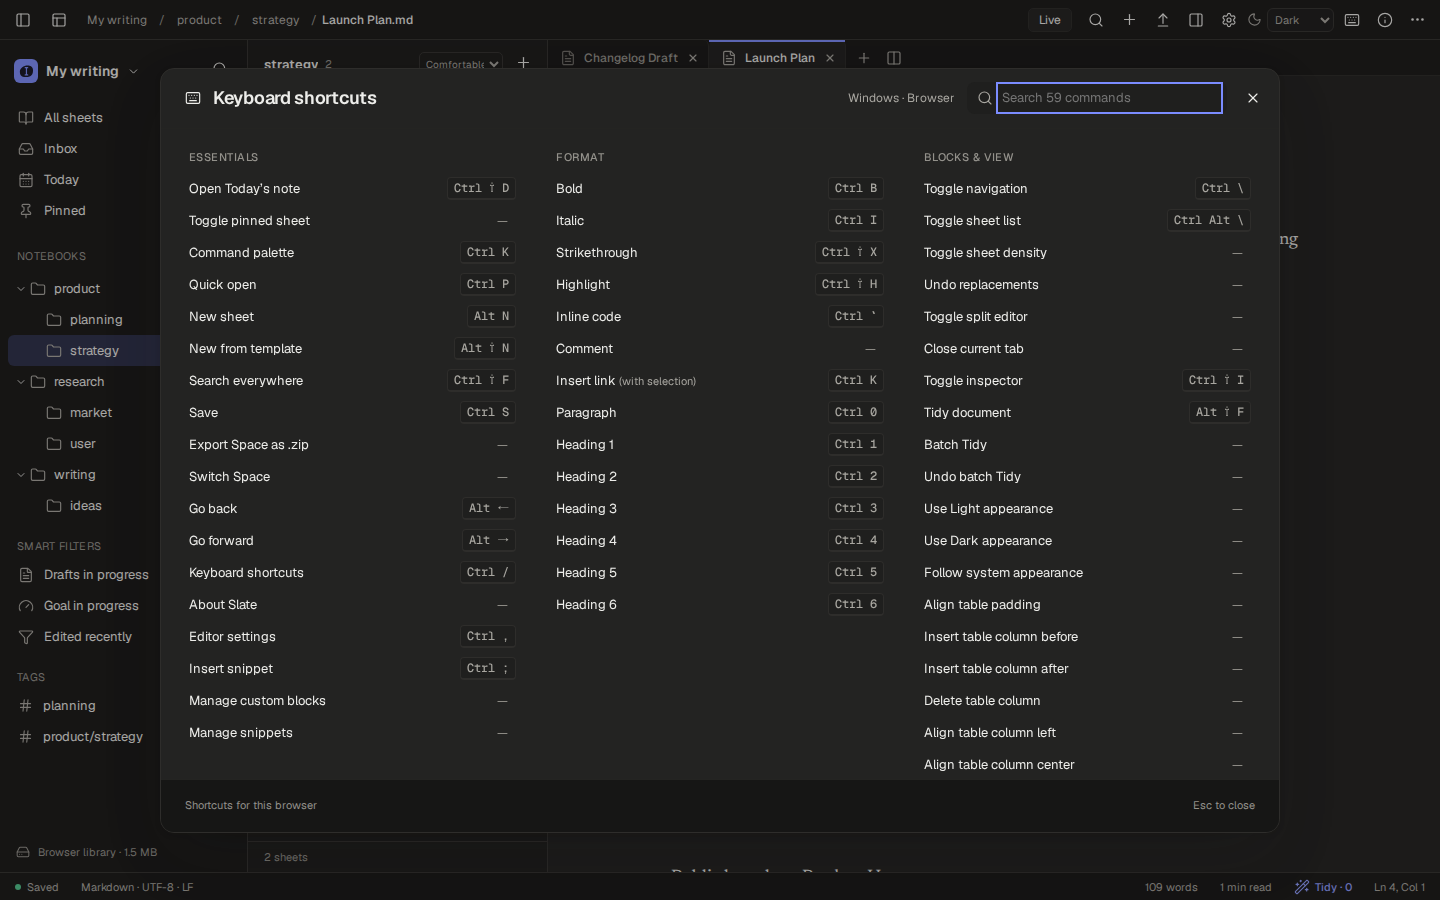 My writing / product / strategy / Launch Plan.md
Live
Dark
My writing
strategy 2
Comfortable
Changelog Draft
Launch Plan
All sheets
Inbox
Today
Pinned
NOTEBOOKS
product
planning
strategy
research
market
user
writing
ideas
SMART FILTERS
Drafts in progress
Goal in progress
Edited recently
TAGS
# planning
# product/strategy
Browser library · 1.5 MB
Keyboard shortcuts
Windows · Browser
Search 59 commands
ESSENTIALS
Open Today's note Ctrl ⇧ D
Toggle pinned sheet —
Command palette Ctrl K
Quick open Ctrl P
New sheet Alt N
New from template Alt ⇧ N
Search everywhere Ctrl ⇧ F
Save Ctrl S
Export Space as .zip —
Switch Space —
Go back Alt ←
Go forward Alt →
Keyboard shortcuts Ctrl /
About Slate —
Editor settings Ctrl ,
Insert snippet Ctrl ;
Manage custom blocks —
Manage snippets —
FORMAT
Bold Ctrl B
Italic Ctrl I
Strikethrough Ctrl ⇧ X
Highlight Ctrl ⇧ H
Inline code Ctrl `
Comment —
Insert link (with selection) Ctrl K
Paragraph Ctrl 0
Heading 1 Ctrl 1
Heading 2 Ctrl 2
Heading 3 Ctrl 3
Heading 4 Ctrl 4
Heading 5 Ctrl 5
Heading 6 Ctrl 6
BLOCKS & VIEW
Toggle navigation Ctrl \
Toggle sheet list Ctrl Alt \
Toggle sheet density —
Undo replacements —
Toggle split editor —
Close current tab —
Toggle inspector Ctrl ⇧ I
Tidy document Alt ⇧ F
Batch Tidy —
Undo batch Tidy —
Use Light appearance —
Use Dark appearance —
Follow system appearance —
Align table padding —
Insert table column before —
Insert table column after —
Delete table column —
Align table column left —
Align table column center —
Shortcuts for this browser
Esc to close
ng
2 sheets
Saved
Markdown · UTF-8 · LF
109 words
1 min read
Tidy · 0
Ln 4, Col 1